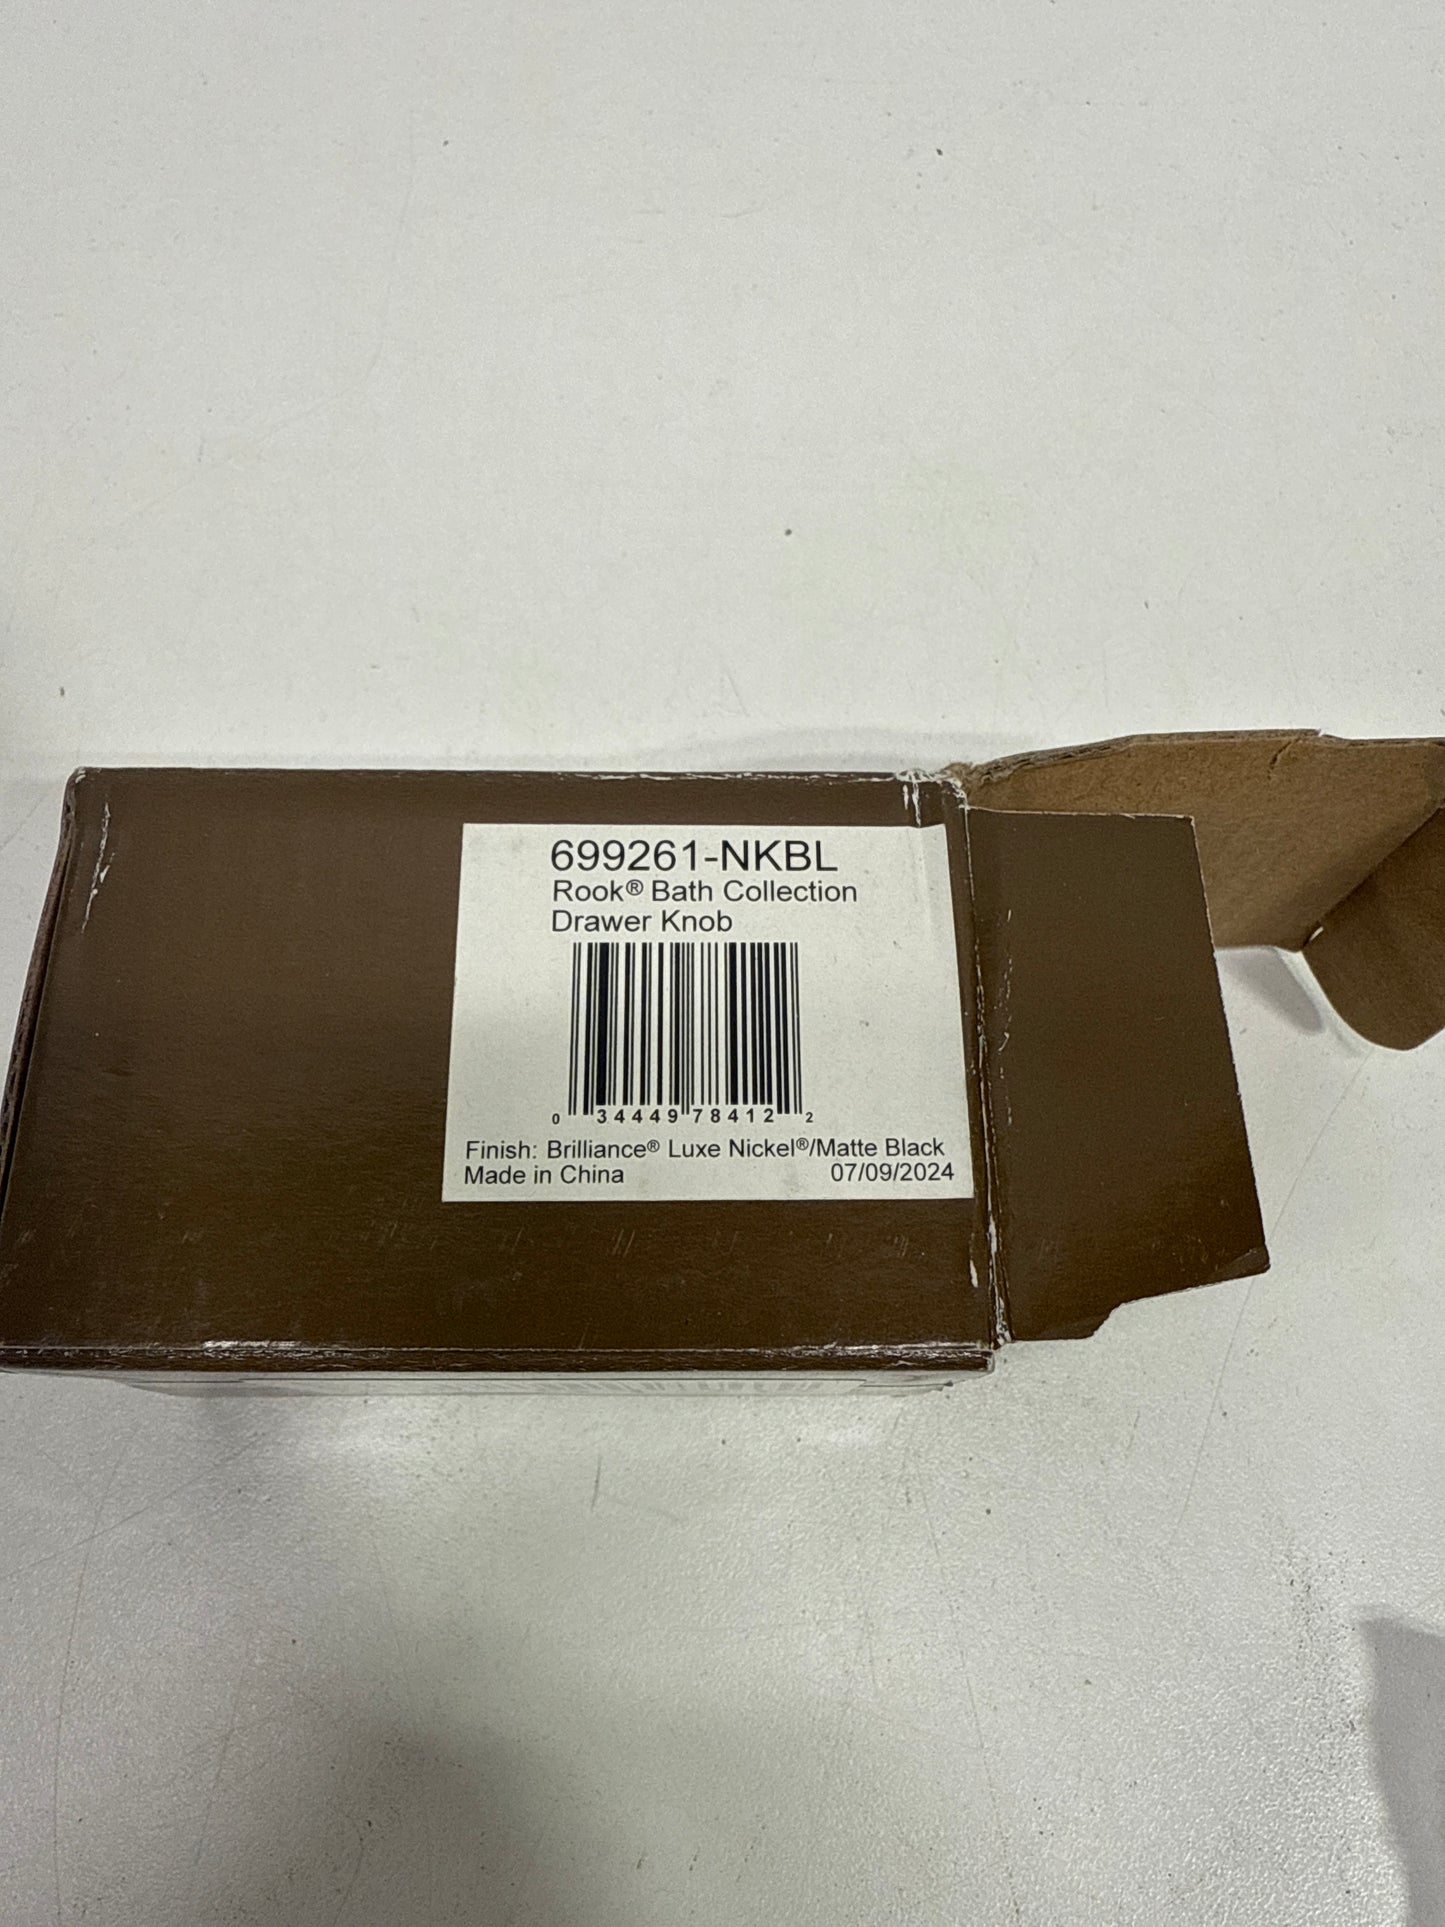 699261-NKBL
Rook® Bath Collection
Drawer Knob
0 34449 78412 2
Finish: Brilliance® Luxe Nickel®/Matte Black
Made in China 07/09/2024